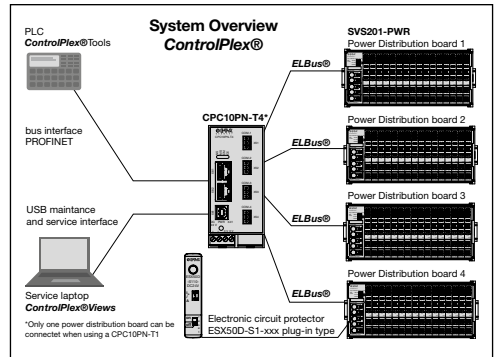 System Overview
ControlPlex®
PLC
ControlPlex®Tools
SVS201-PWR
Power Distribution board 1
ELBus®
CPC10PN-T4*
bus interface
PROFINET
Power Distribution board 2
ELBus®
Power Distribution board 3
ELBus®
USB maintance
and service interface
Power Distribution board 4
ELBus®
Service laptop
ControlPlex®Views
Electronic circuit protector
ESX50D-S1-xxx plug-in type
*Only one power distribution board can be
connectet when using a CPC10PN-T1